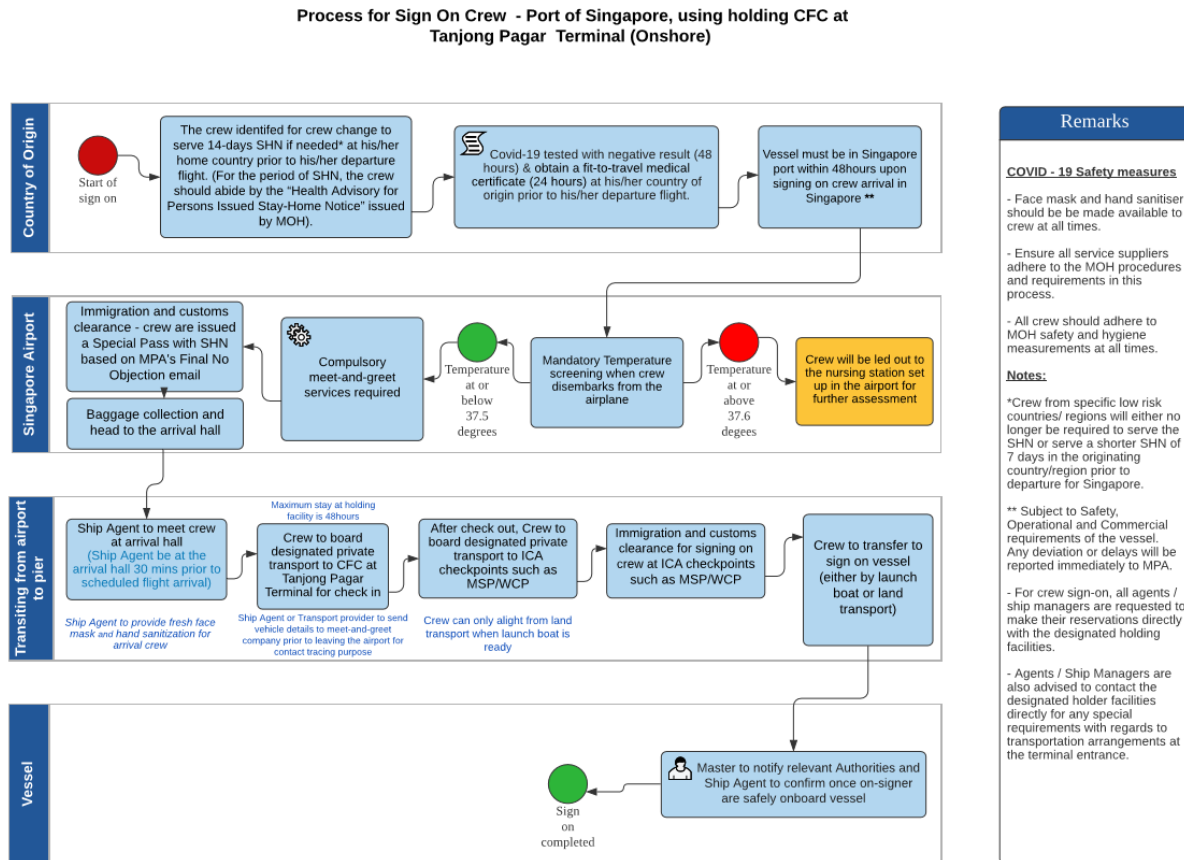 Process for Sign On Crew - Port of Singapore, using holding CFC at
Tanjong Pagar Terminal (Onshore)
Country of Origin
Start of
sign on
The crew identifed for crew change to
serve 14-days SHN if needed* at his/her
home country prior to his/her departure
flight. (For the period of SHN, the crew
should abide by the “Health Advisory for
Persons Issued Stay-Home Notice” issued
by MOH).
Covid-19 tested with negative result (48
hours) & obtain a fit-to-travel medical
certificate (24 hours) at his/her country of
origin prior to his/her departure flight.
Vessel must be in Singapore
port within 48hours upon
signing on crew arrival in
Singapore **
Singapore Airport
Immigration and customs
clearance - crew are issued
a Special Pass with SHN
based on MPA's Final No
Objection email
Baggage collection and
head to the arrival hall
Compulsory
meet-and-greet
services required
Temperature
at or
below
37.5
degrees
Mandatory Temperature
screening when crew
disembarks from the
airplane
Temperature
at or
above
37.6
degees
Crew will be led out to
the nursing station set
up in the airport for
further assessment
Transiting from airport
to pier
Ship Agent to meet crew
at arrival hall
(Ship Agent be at the
arrival hall 30 mins prior to
scheduled flight arrival)
Ship Agent to provide fresh face
mask and hand sanitization for
arrival crew
Maximum stay at holding
facility is 48hours
Crew to board
designated private
transport to CFC at
Tanjong Pagar
Terminal for check in
Ship Agent or Transport provider to send
vehicle details to meet-and-greet
company prior to leaving the airport for
contact tracing purpose
After check out, Crew to
board designated private
transport to ICA
checkpoints such as
MSP/WCP
Crew can only alight from land
transport when launch boat is
ready
Immigration and customs
clearance for signing on
crew at ICA checkpoints
such as MSP/WCP
Crew to transfer to
sign on vessel
(either by launch
boat or land
transport)
Vessel
Sign
on
completed
Master to notify relevant Authorities and
Ship Agent to confirm once on-signer
are safely onboard vessel
Remarks
COVID - 19 Safety measures
- Face mask and hand sanitiser
should be be made available to
crew at all times.
- Ensure all service suppliers
adhere to the MOH procedures
and requirements in this
process.
- All crew should adhere to
MOH safety and hygiene
measurements at all times.
Notes:
*Crew from specific low risk
countries/ regions will either no
longer be required to serve the
SHN or serve a shorter SHN of
7 days in the originating
country/region prior to
departure for Singapore.
** Subject to Safety,
Operational and Commercial
requirements of the vessel.
Any deviation or delays will be
reported immediately to MPA.
- For crew sign-on, all agents /
ship managers are requested to
make their reservations directly
with the designated holding
facilities.
- Agents / Ship Managers are
also advised to contact the
designated holder facilities
directly for any special
requirements with regards to
transportation arrangements at
the terminal entrance.